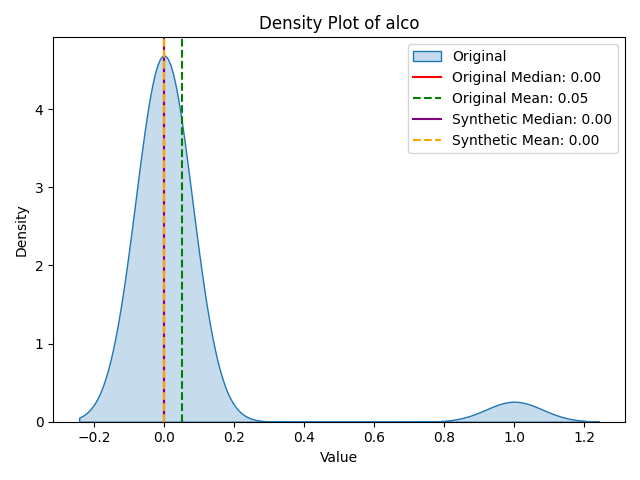 Density Plot of alco
Original
Original Median: 0.00
Original Mean: 0.05
Synthetic Median: 0.00
Synthetic Mean: 0.00
Density
4
3
2
1
0
−0.2 0.0 0.2 0.4 0.6 0.8 1.0 1.2
Value